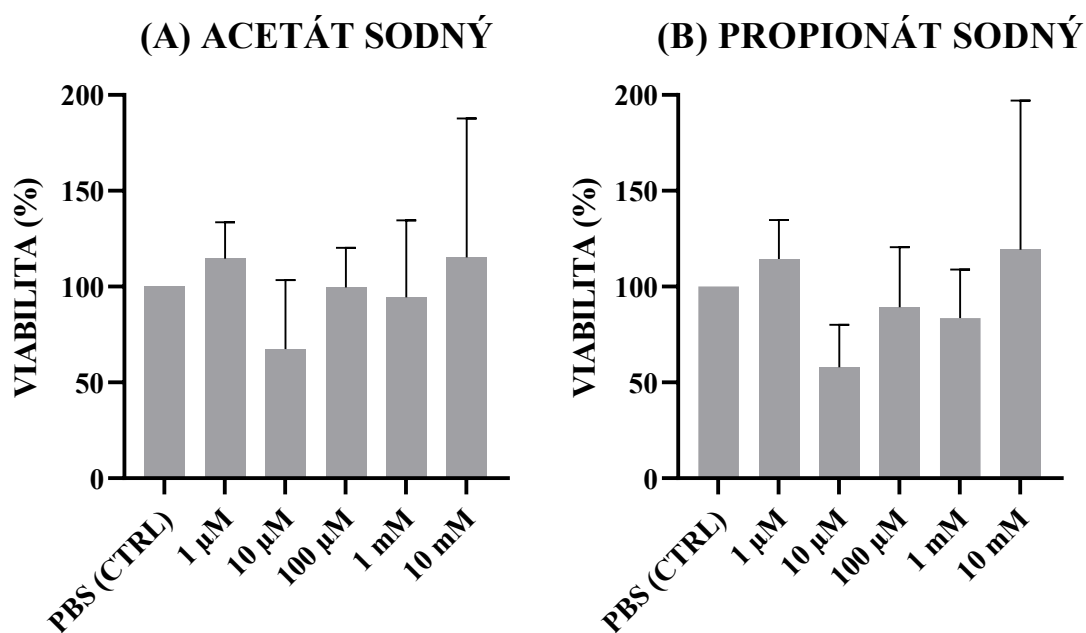 (A) ACETÁT SODNÝ
VIABILITA (%)
200
150
100
50
0
PBS (CTRL)
1 µM
10 µM
100 µM
1 mM
10 mM
(B) PROPIONÁT SODNÝ
VIABILITA (%)
200
150
100
50
0
PBS (CTRL)
1 µM
10 µM
100 µM
1 mM
10 mM